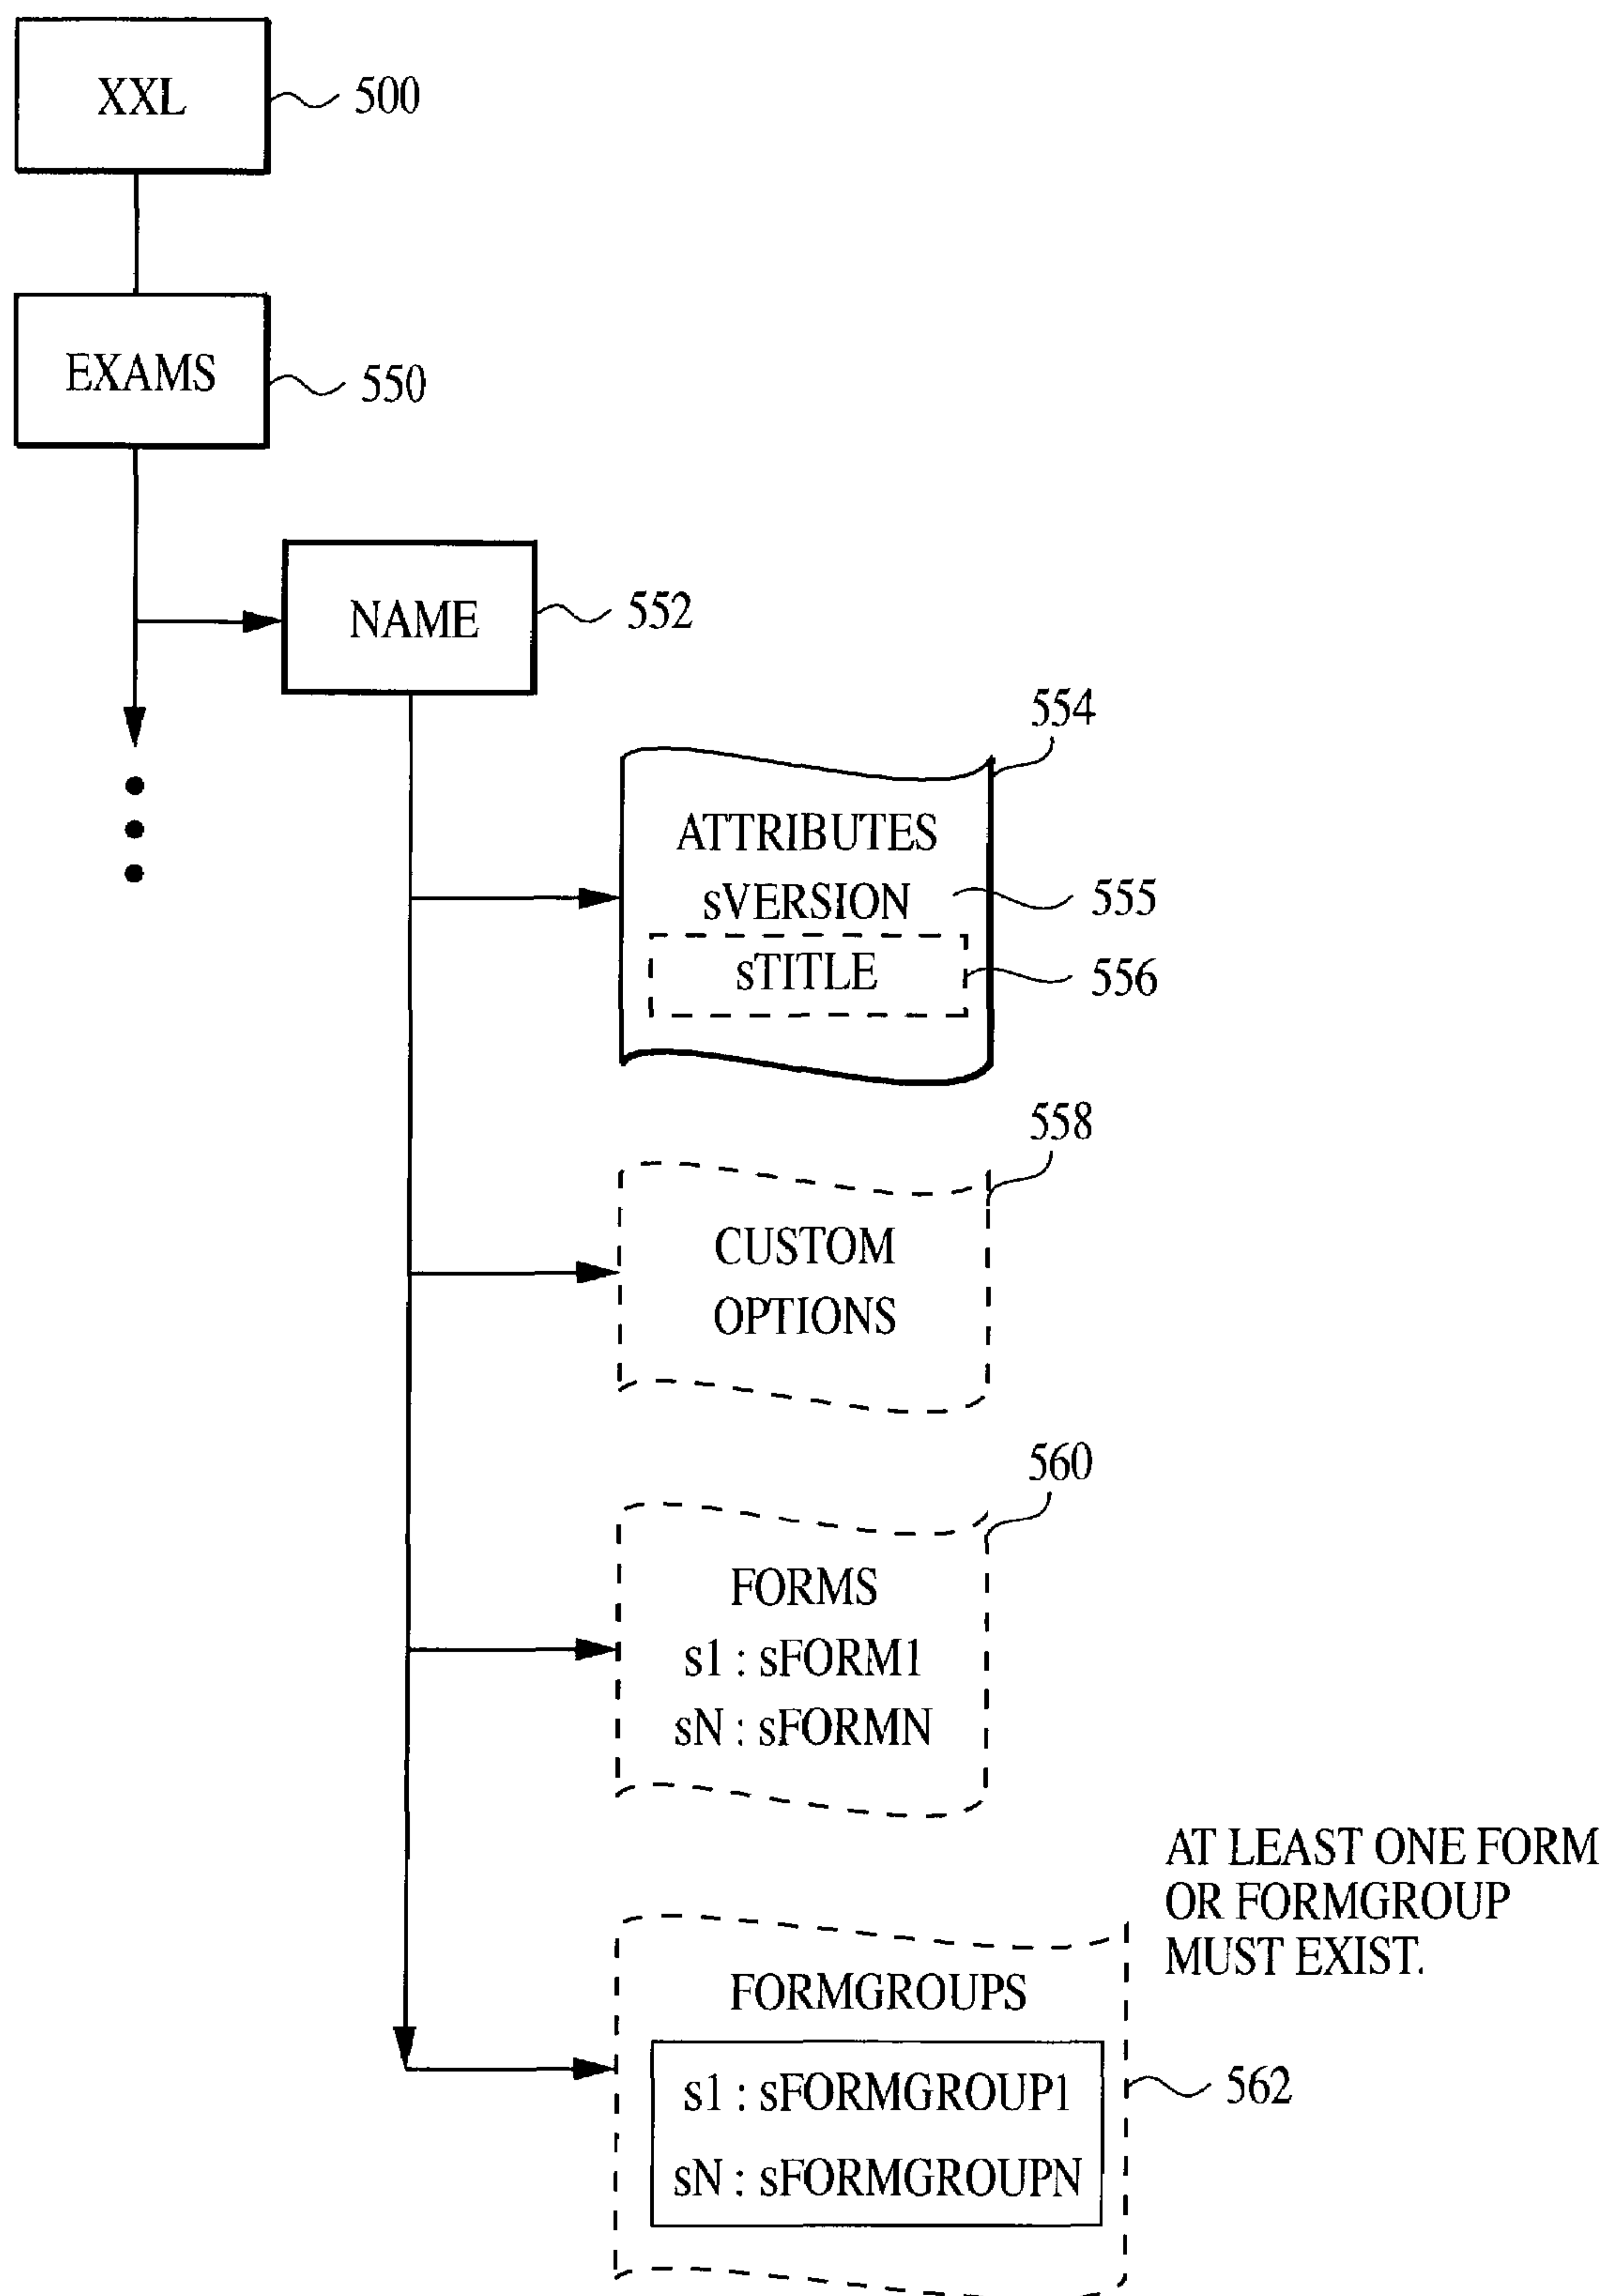 XXL
500
EXAMS
550
NAME
552
554
ATTRIBUTES
sVERSION
555
sTITLE
556
558
CUSTOM
OPTIONS
560
FORMS
s1 : sFORM1
sN : sFORMN
AT LEAST ONE FORM
OR FORMGROUP
MUST EXIST.
FORMGROUPS
s1 : sFORMGROUP1
562
sN : sFORMGROUPN